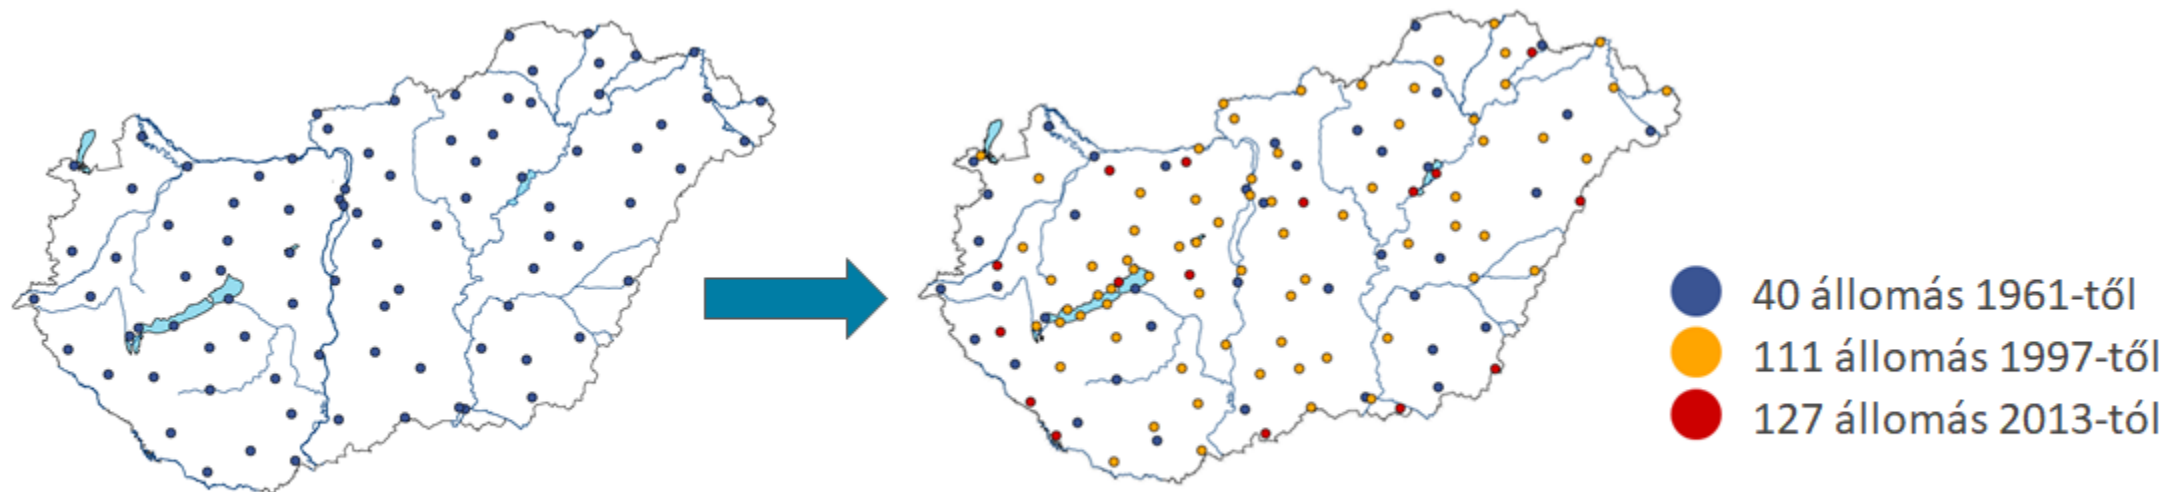 40 állomás 1961-től
111 állomás 1997-től
127 állomás 2013-tól